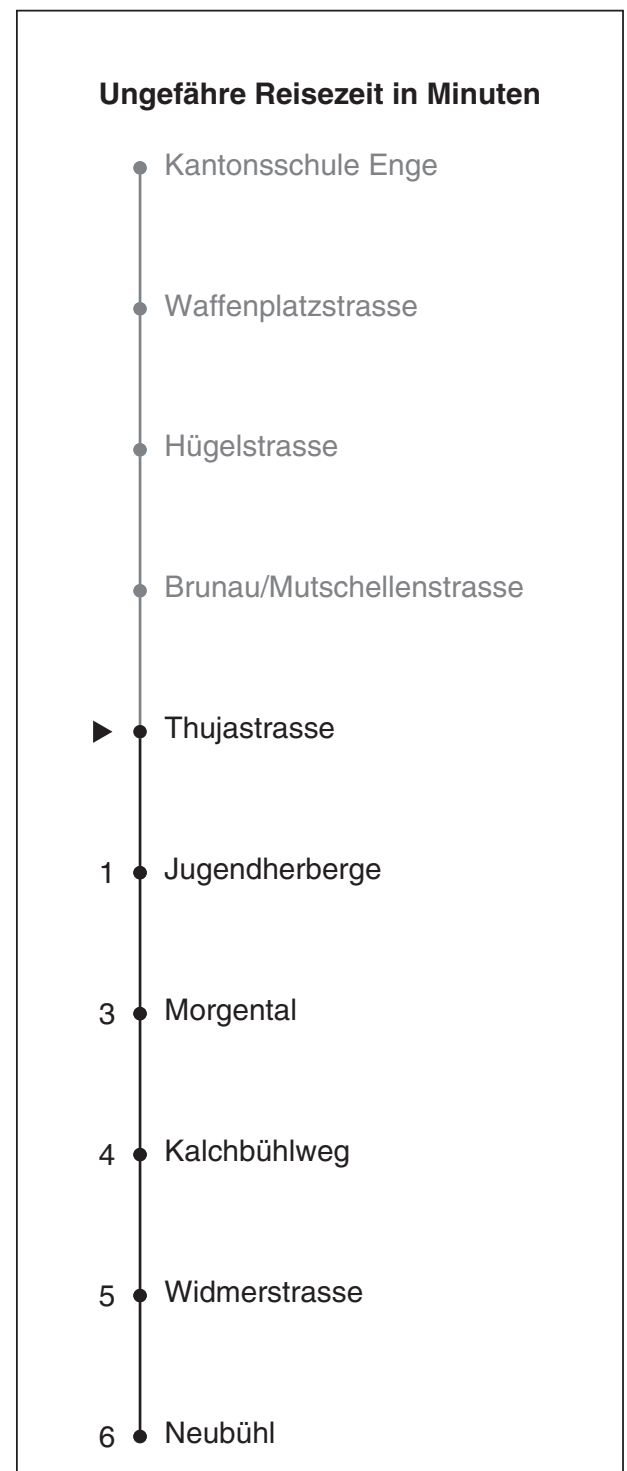 Ungefähre Reisezeit in Minuten
Kantonsschule Enge
Waffenplatzstrasse
Hügelstrasse
Brunau/Mutschellenstrasse
Thujastrasse
1 Jugendherberge
3 Morgental
4 Kalchbühlweg
5 Widmerstrasse
6 Neubühl